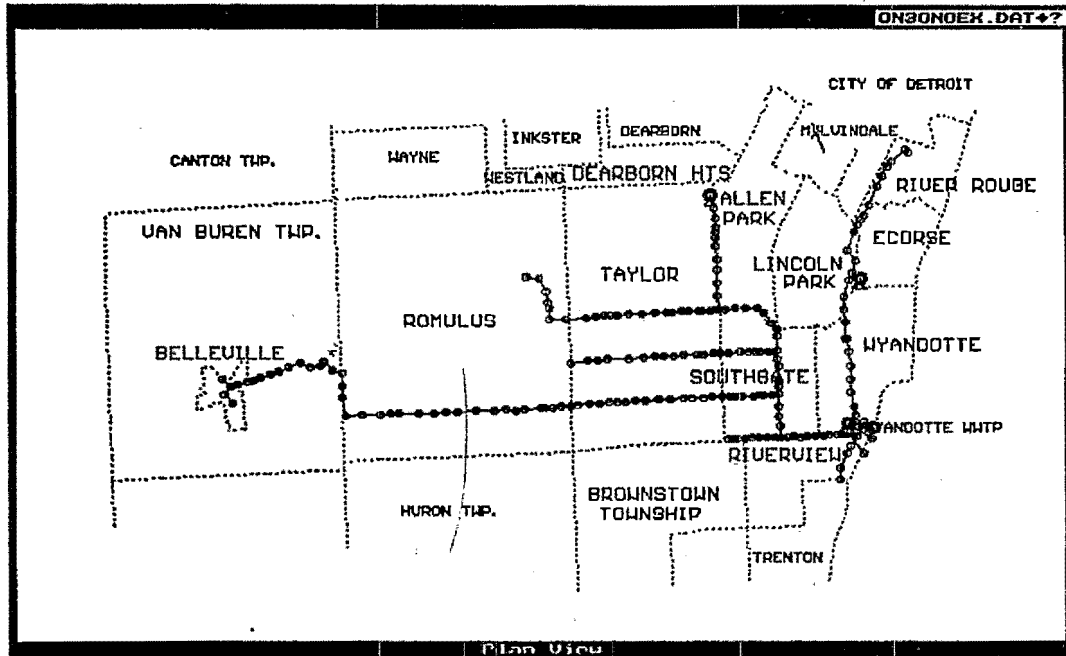 ON3ONOEX.DAT♦?
CITY OF DETROIT
INKSTER
DEARBORN
MELVINDALE
CANTON TWP.
WAYNE
WESTLAND
DEARBORN HTS
ALLEN
PARK
RIVER ROUGE
VAN BUREN TWP.
ECORSE
TAYLOR
LINCOLN
PARK
ROMULUS
BELLEVILLE
WYANDOTTE
SOUTHGATE
WYANDOTTE WWTP
RIVERVIEW
BROWNSTOWN
TOWNSHIP
HURON TWP.
TRENTON
Plan View